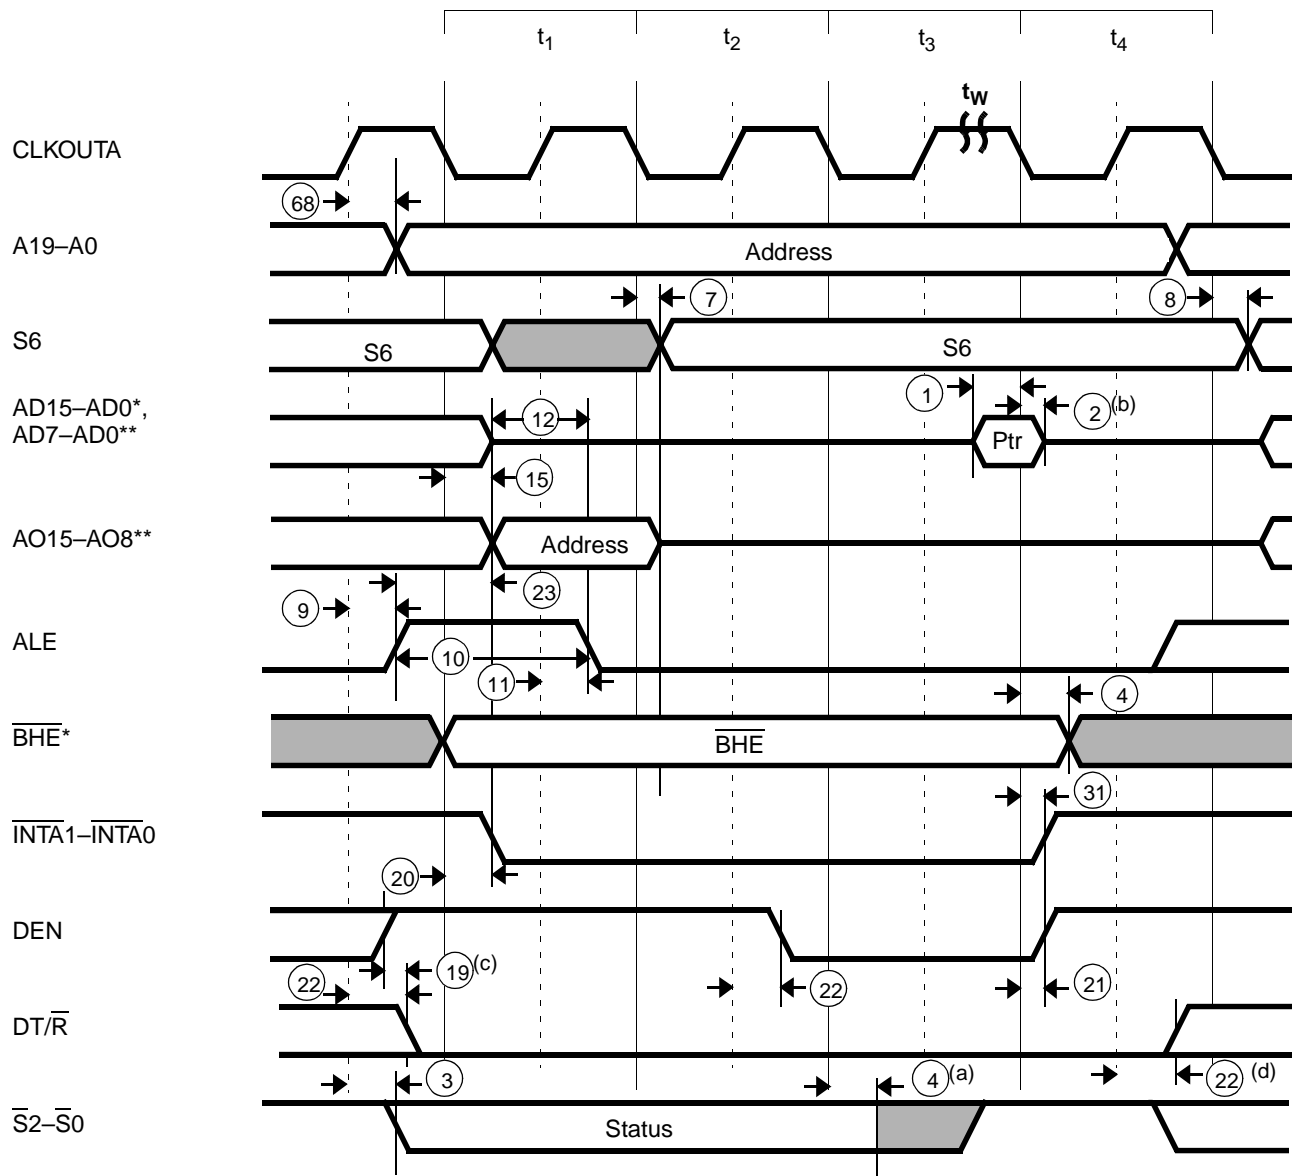 t1 t2 t3 t4
tW
CLKOUTA
68
A19–A0 Address
7 8
S6 S6 S6
1 2(b)
AD15–AD0*,
AD7–AD0** 12 Ptr
15
AO15–AO8** Address
23
9
ALE
10
11
4
BHE* BHE
31
INTA1–INTA0
20
DEN
22 19(c) 22 21
DT/R
3 4(a) 22(d)
S2–S0 Status